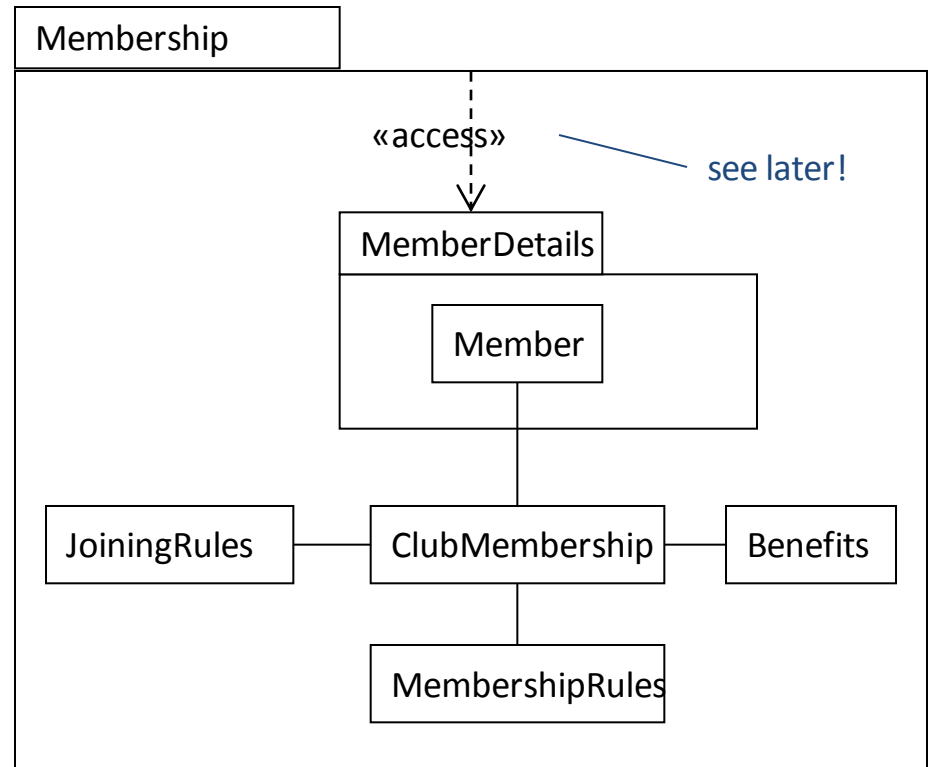 Membership
«access»
see later!
MemberDetails
Member
JoiningRules
ClubMembership
Benefits
MembershipRules